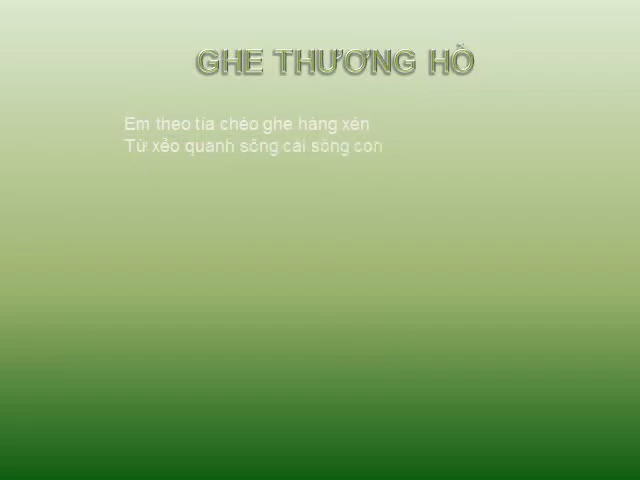 GHE THƯƠNG HỒ
Em theo tía chèo ghe hàng xén
Từ xẻo quanh sông cái sông con